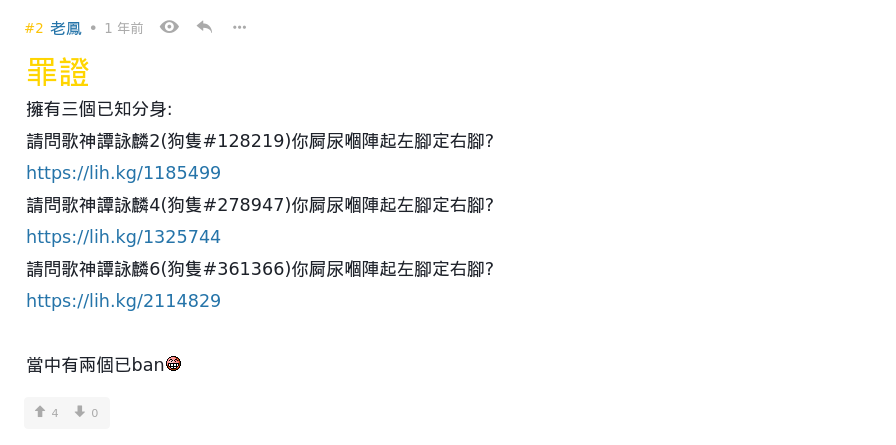 #2 老鳳 • 1 年前
罪證
擁有三個已知分身:
請問歌神譚詠麟2(狗隻#128219)你屙尿嗰陣起左腳定右腳?
https://lih.kg/1185499
請問歌神譚詠麟4(狗隻#278947)你屙尿嗰陣起左腳定右腳?
https://lih.kg/1325744
請問歌神譚詠麟6(狗隻#361366)你屙尿嗰陣起左腳定右腳?
https://lih.kg/2114829
當中有兩個已ban
4 0